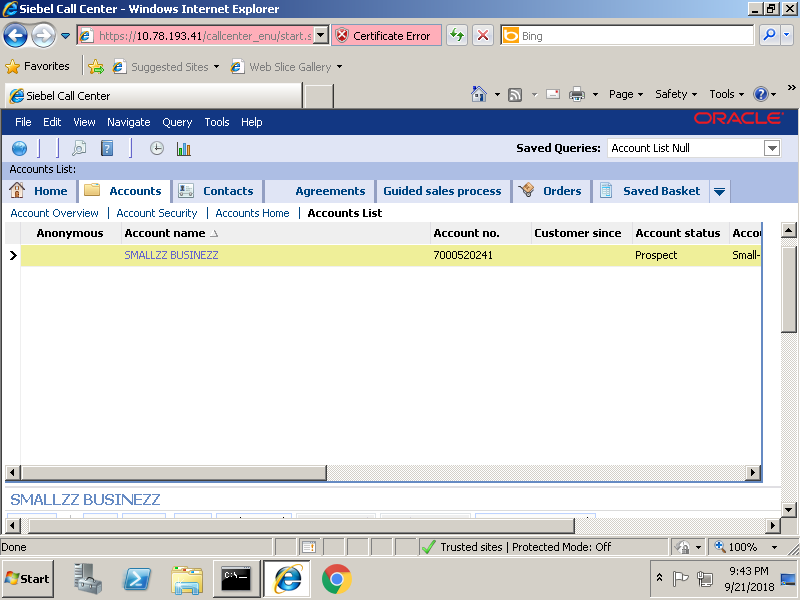 Siebel Call Center - Windows Internet Explorer
https://10.78.193.41/callcenter_enu/start.s
Certificate Error
Bing
Favorites
Suggested Sites
Web Slice Gallery
Siebel Call Center
Page
Safety
Tools
File Edit View Navigate Query Tools Help
ORACLE
Saved Queries: Account List Null
Accounts List:
Home Accounts Contacts Agreements Guided sales process Orders Saved Basket
Account Overview | Account Security | Accounts Home | Accounts List
Anonymous Account name Account no. Customer since Account status Accou
SMALLZZ BUSINEZZ 7000520241 Prospect Small-
SMALLZZ BUSINEZZ
Done
Trusted sites | Protected Mode: Off
100%
Start
C:\
9:43 PM
9/21/2018